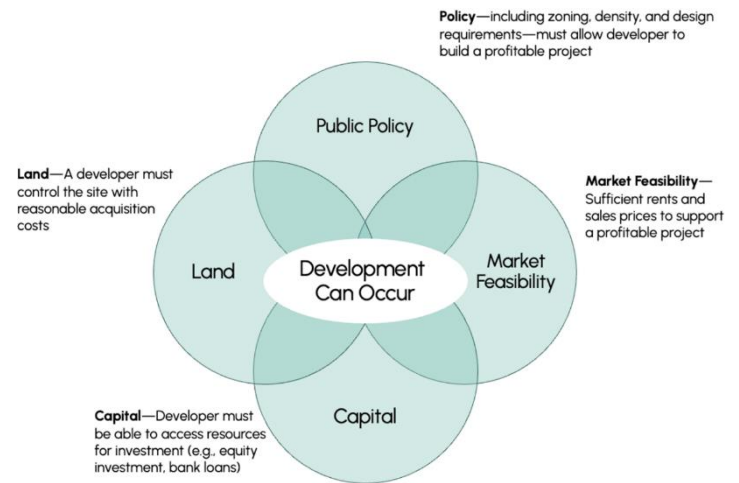 Policy—including zoning, density, and design
requirements—must allow developer to
build a profitable project
Public Policy
Land—A developer must
control the site with
reasonable acquisition
costs
Market Feasibility—
Sufficient rents and
sales prices to support
a profitable project
Land
Development
Can Occur
Market
Feasibility
Capital
Capital—Developer must
be able to access resources
for investment (e.g., equity
investment, bank loans)